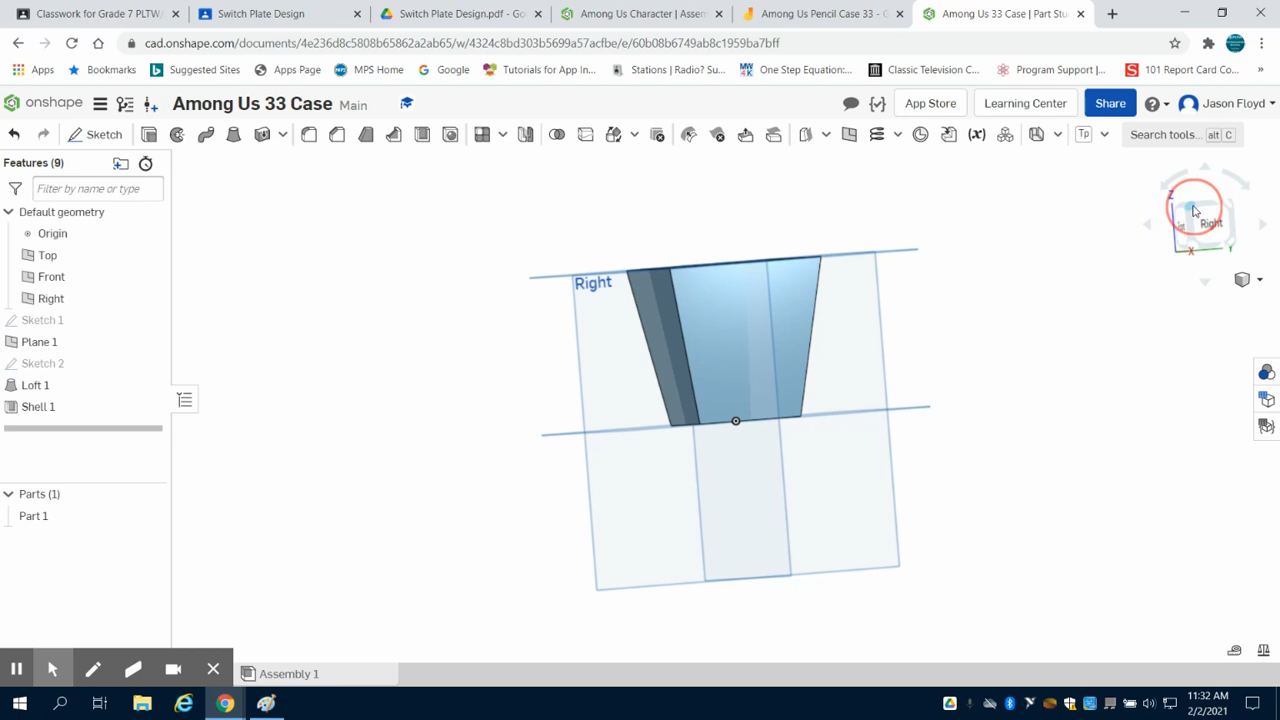 Classwork for Grade 7 PLTW/
Switch Plate Design
Switch Plate Design.pdf - Go
Among Us Character | Assem
Among Us Pencil Case 33 - G
Among Us 33 Case | Part Stu
cad.onshape.com/documents/4e236d8c5808b65862a2ab65/w/4324c8bd303b5699a57acfbe/e/60b08b6749ab8c1959ba7bff
Apps
Bookmarks
Suggested Sites
Apps Page
MPS Home
Google
Tutorials for App In...
Stations | Radio? Su...
One Step Equation:...
Classic Television C...
Program Support |...
101 Report Card Co...
»
onshape
Among Us 33 Case
Main
App Store
Learning Center
Share
Jason Floyd
Sketch
Tp
Search tools...
alt
C
Features (9)
Filter by name or type
Default geometry
Origin
Top
Front
Right
Sketch 1
Plane 1
Sketch 2
Loft 1
Shell 1
Parts (1)
Part 1
Right
Z
Right
X
Y
Assembly 1
11:32 AM
2/2/2021